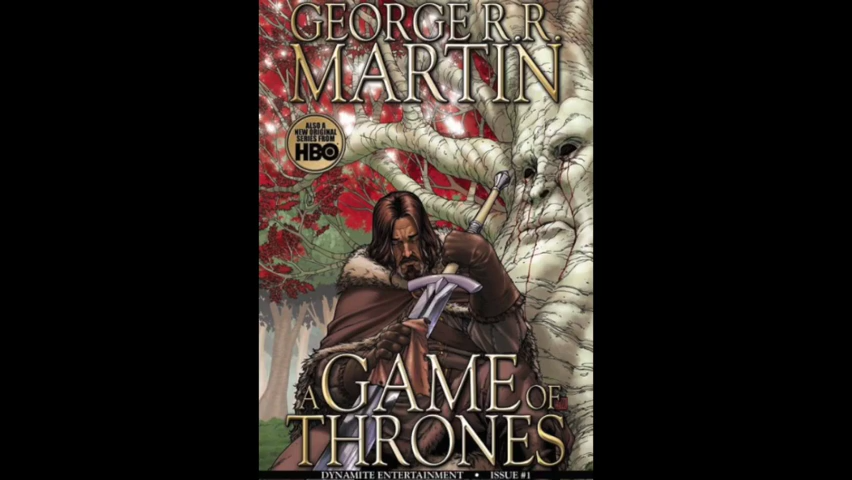 GEORGE R.R.
MARTIN
ALSO A
NEW ORIGINAL
SERIES FROM
HBO
A GAME OF
THRONES
DYNAMITE ENTERTAINMENT • ISSUE #1